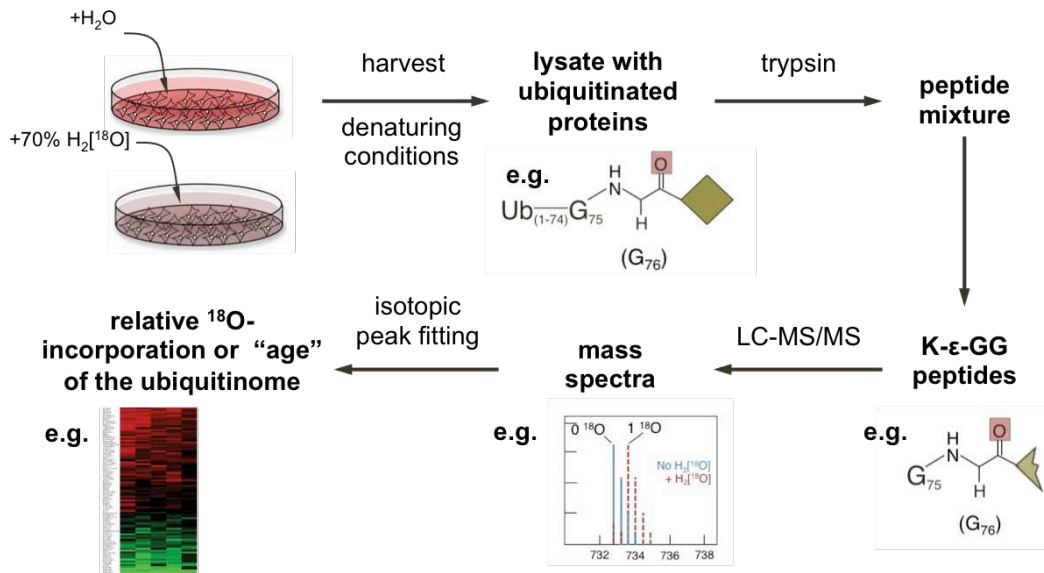 +H₂O
+70% H₂[¹⁸O]
harvest
denaturing
conditions
lysate with
ubiquitinated
proteins
e.g.
H
N
O
Ub(1-74) G75
H
(G76)
trypsin
peptide
mixture
K-ε-GG
peptides
e.g.
H
N
O
G75
H
(G76)
LC-MS/MS
mass
spectra
e.g.
0 ¹⁸O 1 ¹⁸O
No H₂[¹⁸O]
+ H₂[¹⁸O]
732 734 736 738
isotopic
peak fitting
relative ¹⁸O-
incorporation or “age”
of the ubiquitinome
e.g.